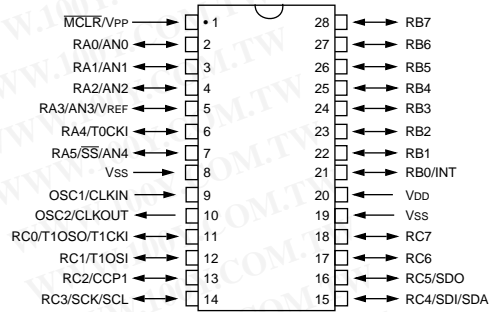 MCLR/VPP 1 28 RB7
RA0/AN0 2 27 RB6
RA1/AN1 3 26 RB5
RA2/AN2 4 25 RB4
RA3/AN3/VREF 5 24 RB3
RA4/T0CKI 6 23 RB2
RA5/SS/AN4 7 22 RB1
VSS 8 21 RB0/INT
OSC1/CLKIN 9 20 VDD
OSC2/CLKOUT 10 19 VSS
RC0/T1OSO/T1CKI 11 18 RC7
RC1/T1OSI 12 17 RC6
RC2/CCP1 13 16 RC5/SDO
RC3/SCK/SCL 14 15 RC4/SDI/SDA